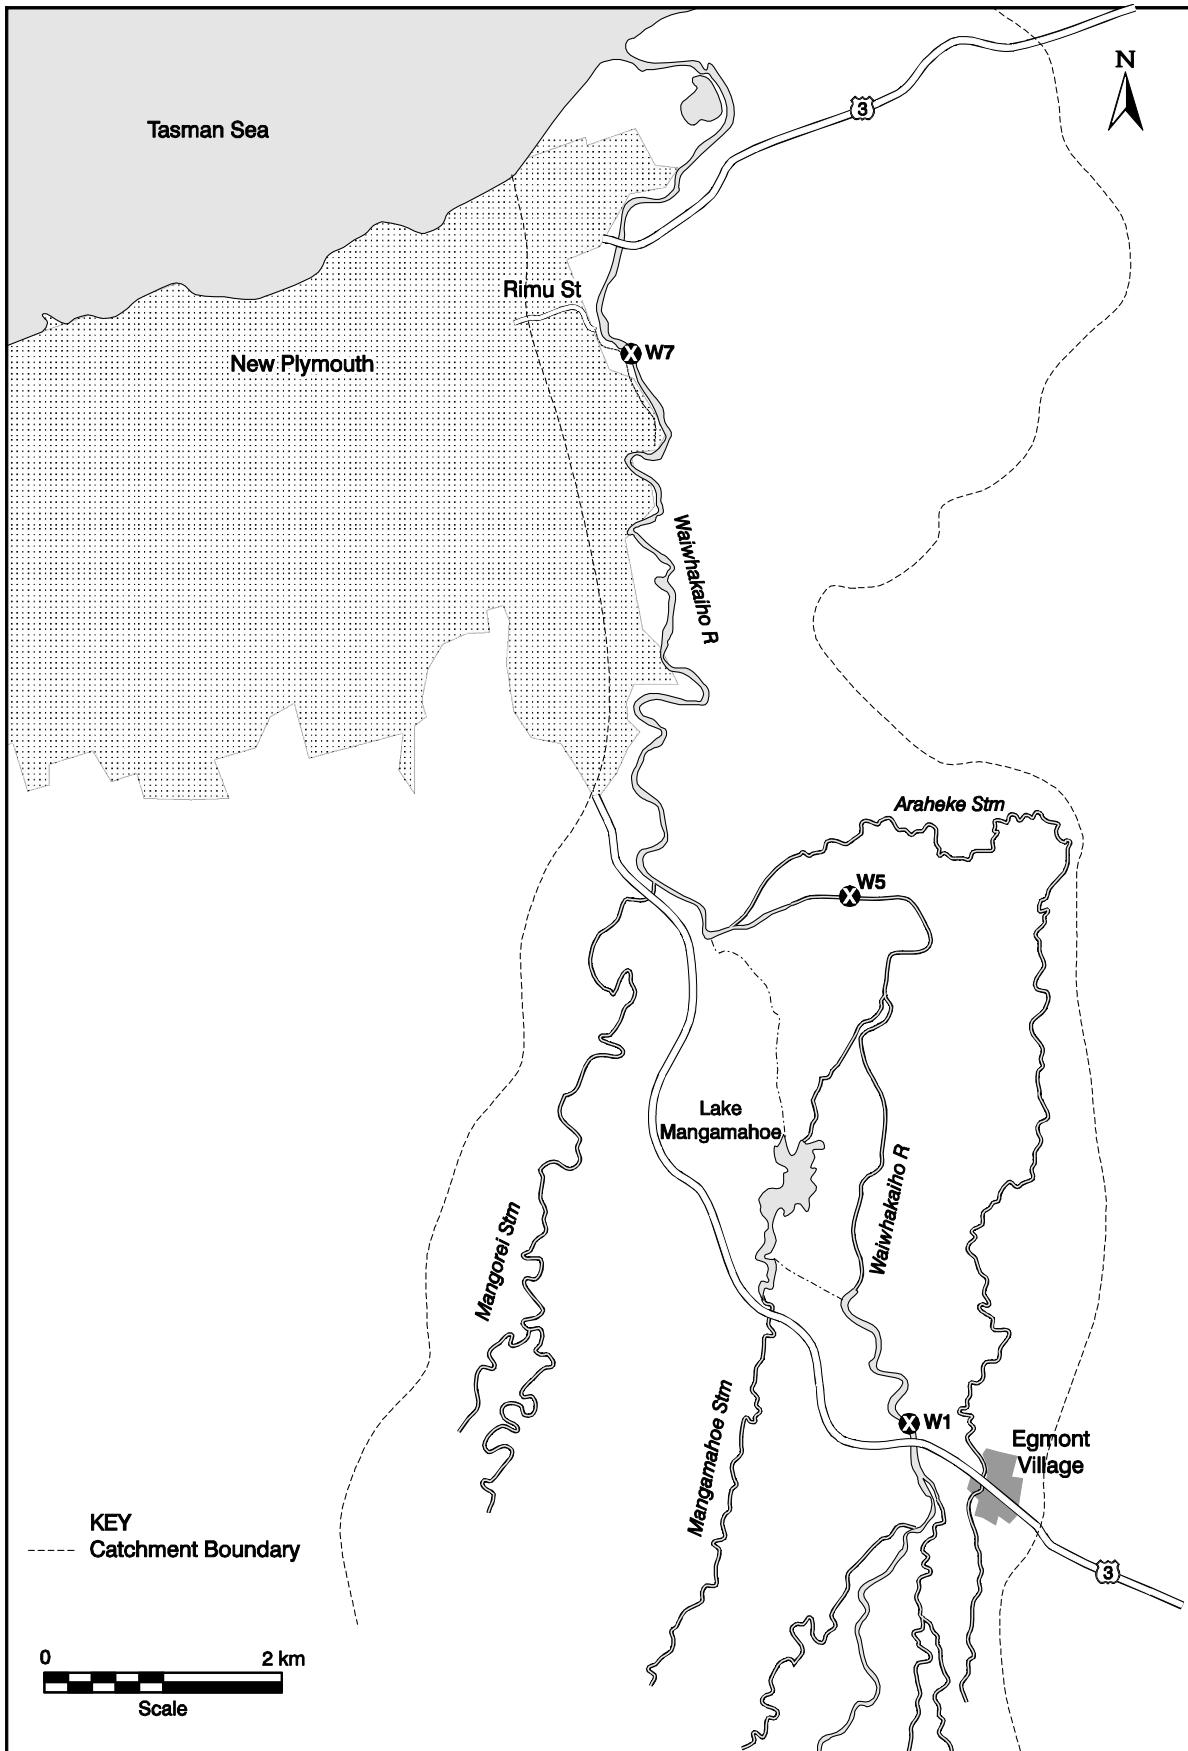 N
3
Tasman Sea
Rimu St
X W7
New Plymouth
Waiwhakaiho R
Araheke Stm
X W5
Lake
Mangamahoe
Waiwhakaiho R
Mangorei Stm
Mangamahoe Stm
X W1
Egmont
Village
KEY
Catchment Boundary
3
0 2 km
Scale